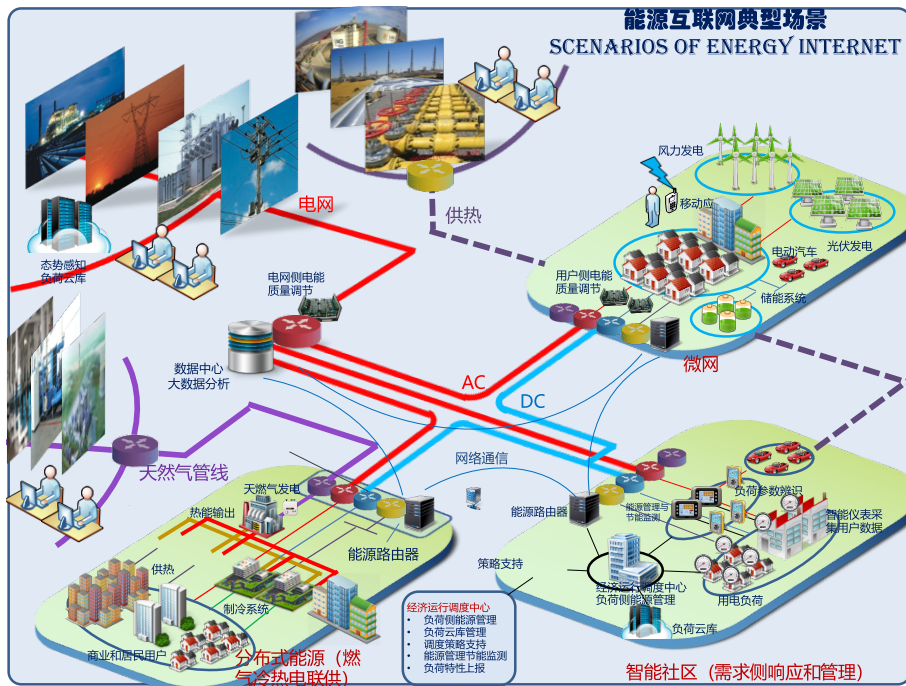 能源互联网典型场景
SCENARIOS OF ENERGY INTERNET
风力发电
电网
供热
移动应
态势感知
负荷云库
电动汽车
光伏发电
电网侧电能
质量调节
用户侧电能
质量调节
储能系统
数据中心
大数据分析
AC
DC
微网
天然气管线
网络通信
天然气发电
热能输出
能源路由器
能源路由器
能源管理与
节能监测
负荷参数辨识
智能仪表采
集用户数据
供热
制冷系统
策略支持
经济运行调度中心
负荷侧能源管理
用电负荷
负荷云库
商业和居民用户
分布式能源（燃
气冷热电联供）
经济运行调度中心
• 负荷侧能源管理
• 负荷云库管理
• 调度策略支持
• 能源管理节能监测
• 负荷特性上报
智能社区（需求侧响应和管理）